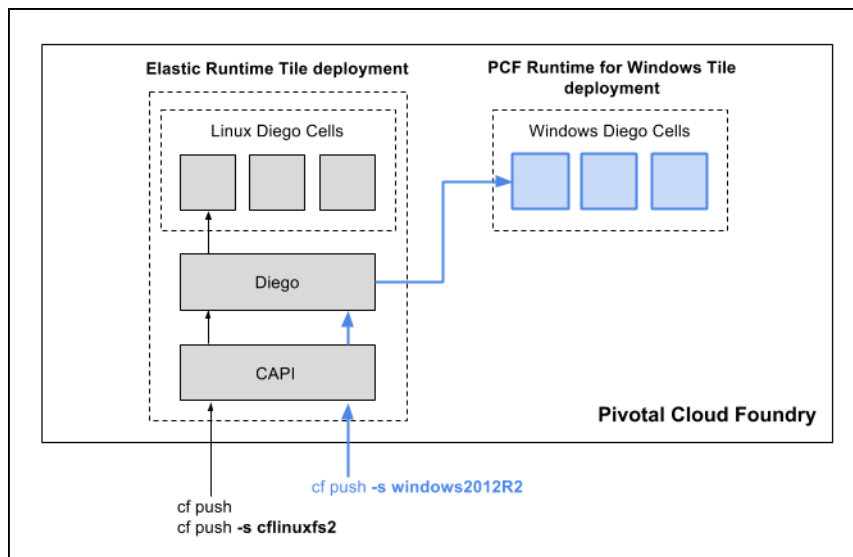 Elastic Runtime Tile deployment
PCF Runtime for Windows Tile
deployment
Linux Diego Cells
Windows Diego Cells
Diego
CAPI
Pivotal Cloud Foundry
cf push -s windows2012R2
cf push
cf push -s cflinuxfs2